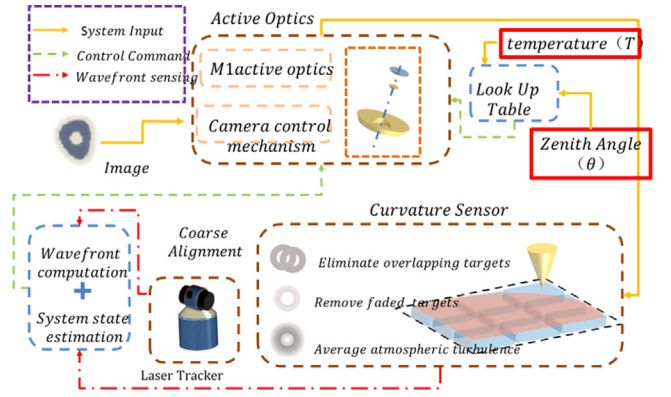 System Input
Control Command
Wavefront sensing
Active Optics
M1active optics
Camera control
mechanism
Image
Look Up
Table
temperature（T）
Zenith Angle
（θ）
Wavefront
computation
+
System state
estimation
Coarse
Alignment
Laser Tracker
Curvature Sensor
Eliminate overlapping targets
Remove faded targets
Average atmospheric turbulence